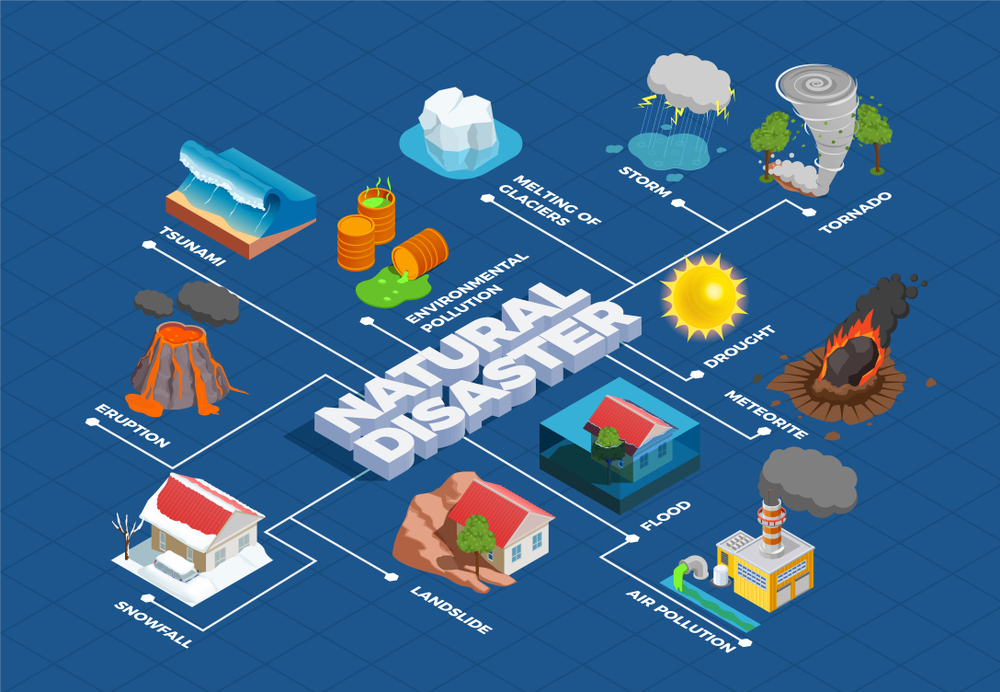 NATURAL
DISASTER
TSUNAMI
ENVIRONMENTAL
POLLUTION
MELTING OF
GLACIERS
STORM
TORNADO
DROUGHT
METEORITE
ERUPTION
SNOWFALL
LANDSLIDE
FLOOD
AIR POLLUTION